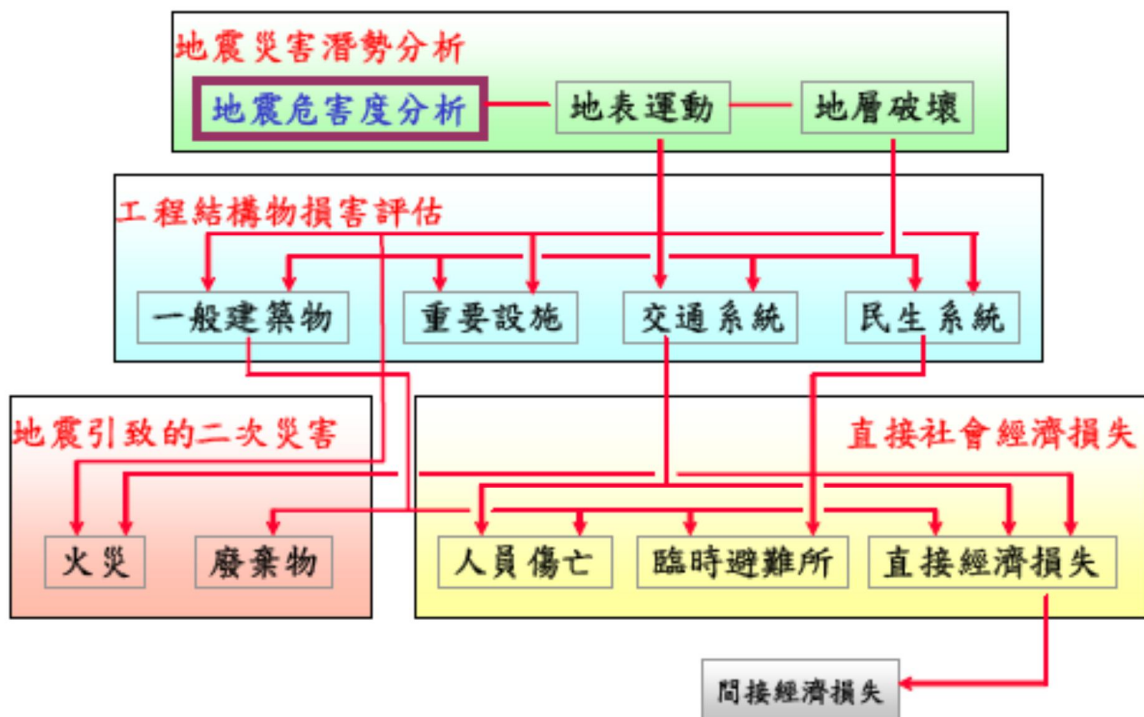 地震災害潛勢分析
地震危害度分析
地表運動
地層破壞
工程結構物損害評估
一般建築物
重要設施
交通系統
民生系統
地震引致的二次災害
直接社會經濟損失
火災
廢棄物
人員傷亡
臨時避難所
直接經濟損失
間接經濟損失